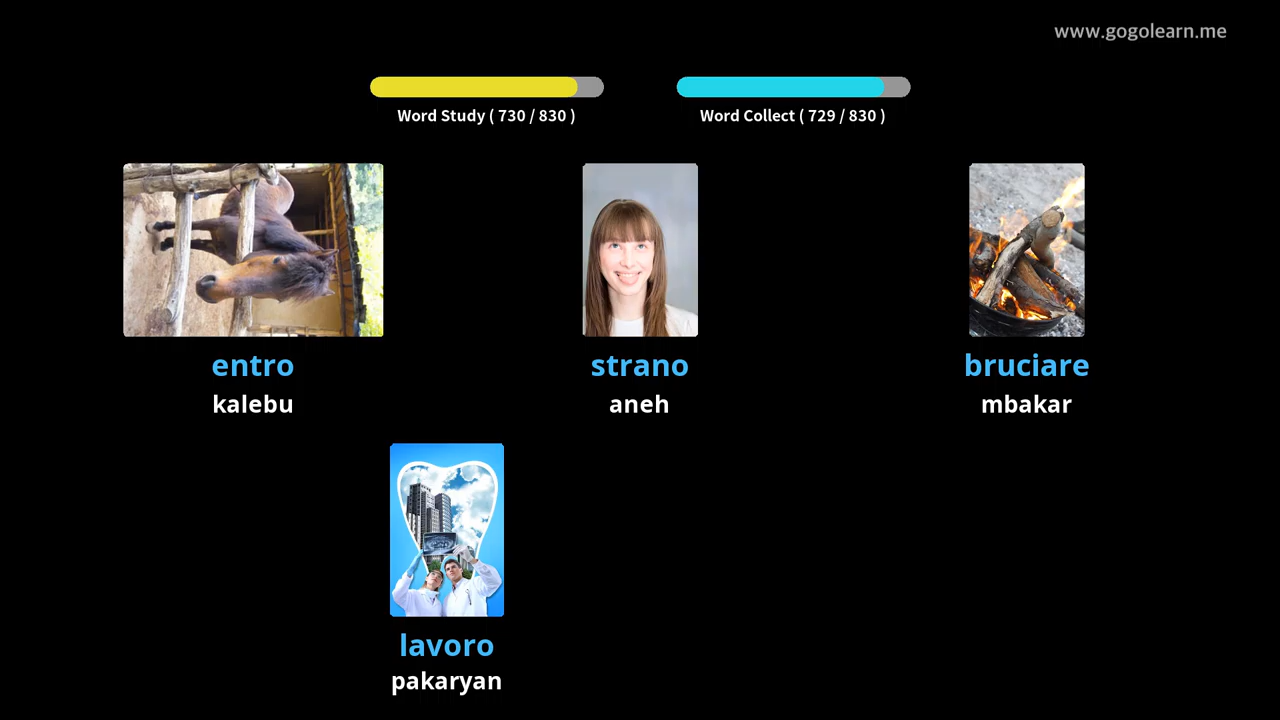 www.gogolearn.me
Word Study ( 730 / 830 )
Word Collect ( 729 / 830 )
entro
kalebu
strano
aneh
bruciare
mbakar
lavoro
pakaryan